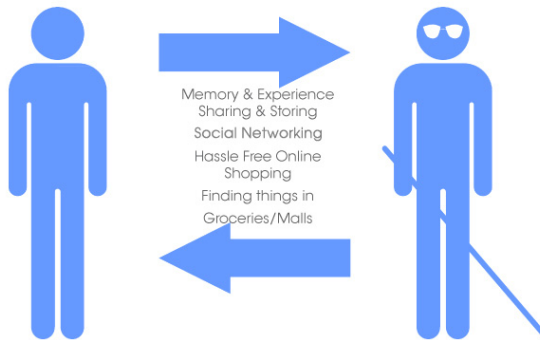 Memory & Experience
Sharing & Storing
Social Networking
Hassle Free Online
Shopping
Finding things in
Groceries/Malls